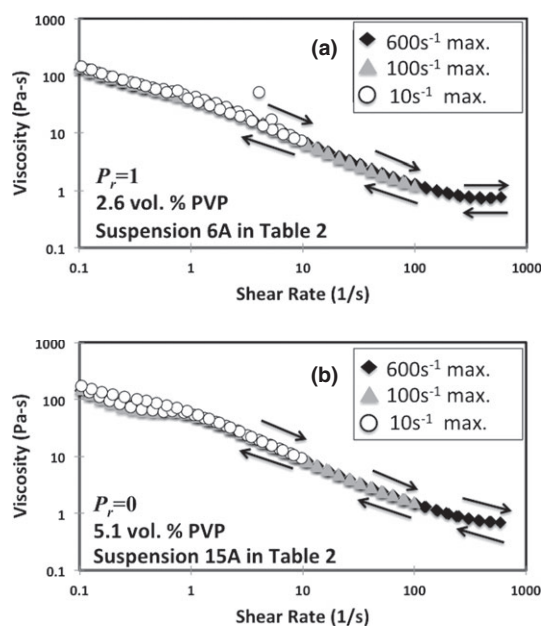 (a)
600s⁻¹ max.
100s⁻¹ max.
10s⁻¹ max.
1000
100
10
1
0.1
Viscosity (Pa-s)
Pᵣ=1
2.6 vol. % PVP
Suspension 6A in Table 2
0.1 1 10 100 1000
Shear Rate (1/s)
(b)
600s⁻¹ max.
100s⁻¹ max.
10s⁻¹ max.
1000
100
10
1
0.1
Viscosity (Pa-s)
Pᵣ=0
5.1 vol. % PVP
Suspension 15A in Table 2
0.1 1 10 100 1000
Shear Rate (1/s)